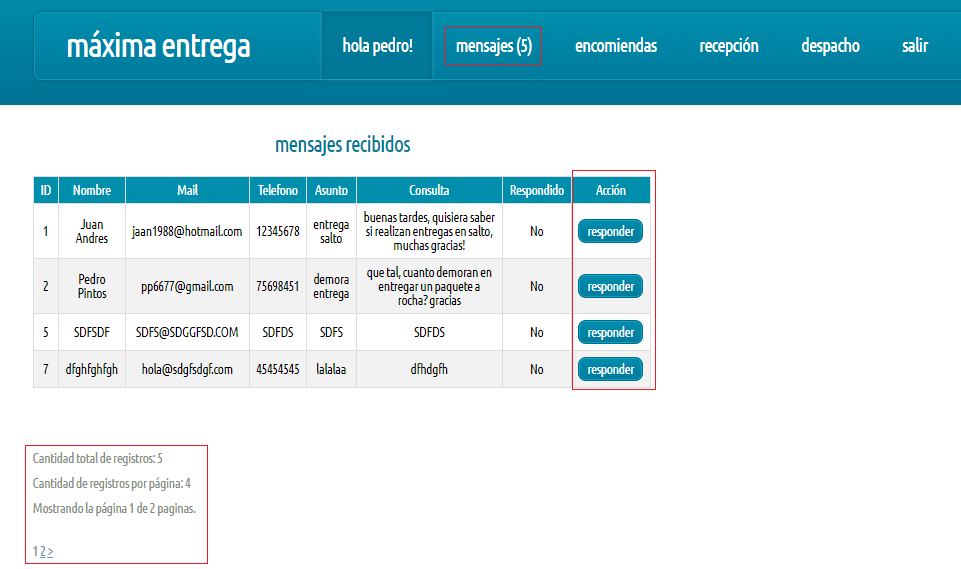 máxima entrega
hola pedro!
mensajes (5)
encomiendas
recepción
despacho
salir
mensajes recibidos
ID Nombre Mail Telefono Asunto Consulta Respondido Acción
1 Juan Andres jaan1988@hotmail.com 12345678 entrega salto buenas tardes, quisiera saber si realizan entregas en salto, muchas gracias! No responder
2 Pedro Pintos pp6677@gmail.com 75698451 demora entrega que tal, cuanto demoran en entregar un paquete a rocha? gracias No responder
5 SDFSDF SDFS@SDGGFSD.COM SDFDS SDFS SDFDS No responder
7 dfghfghfgh hola@sdgfsdgf.com 45454545 lalalaa dfhdgfh No responder
Cantidad total de registros: 5
Cantidad de registros por página: 4
Mostrando la página 1 de 2 paginas.
1 2 >